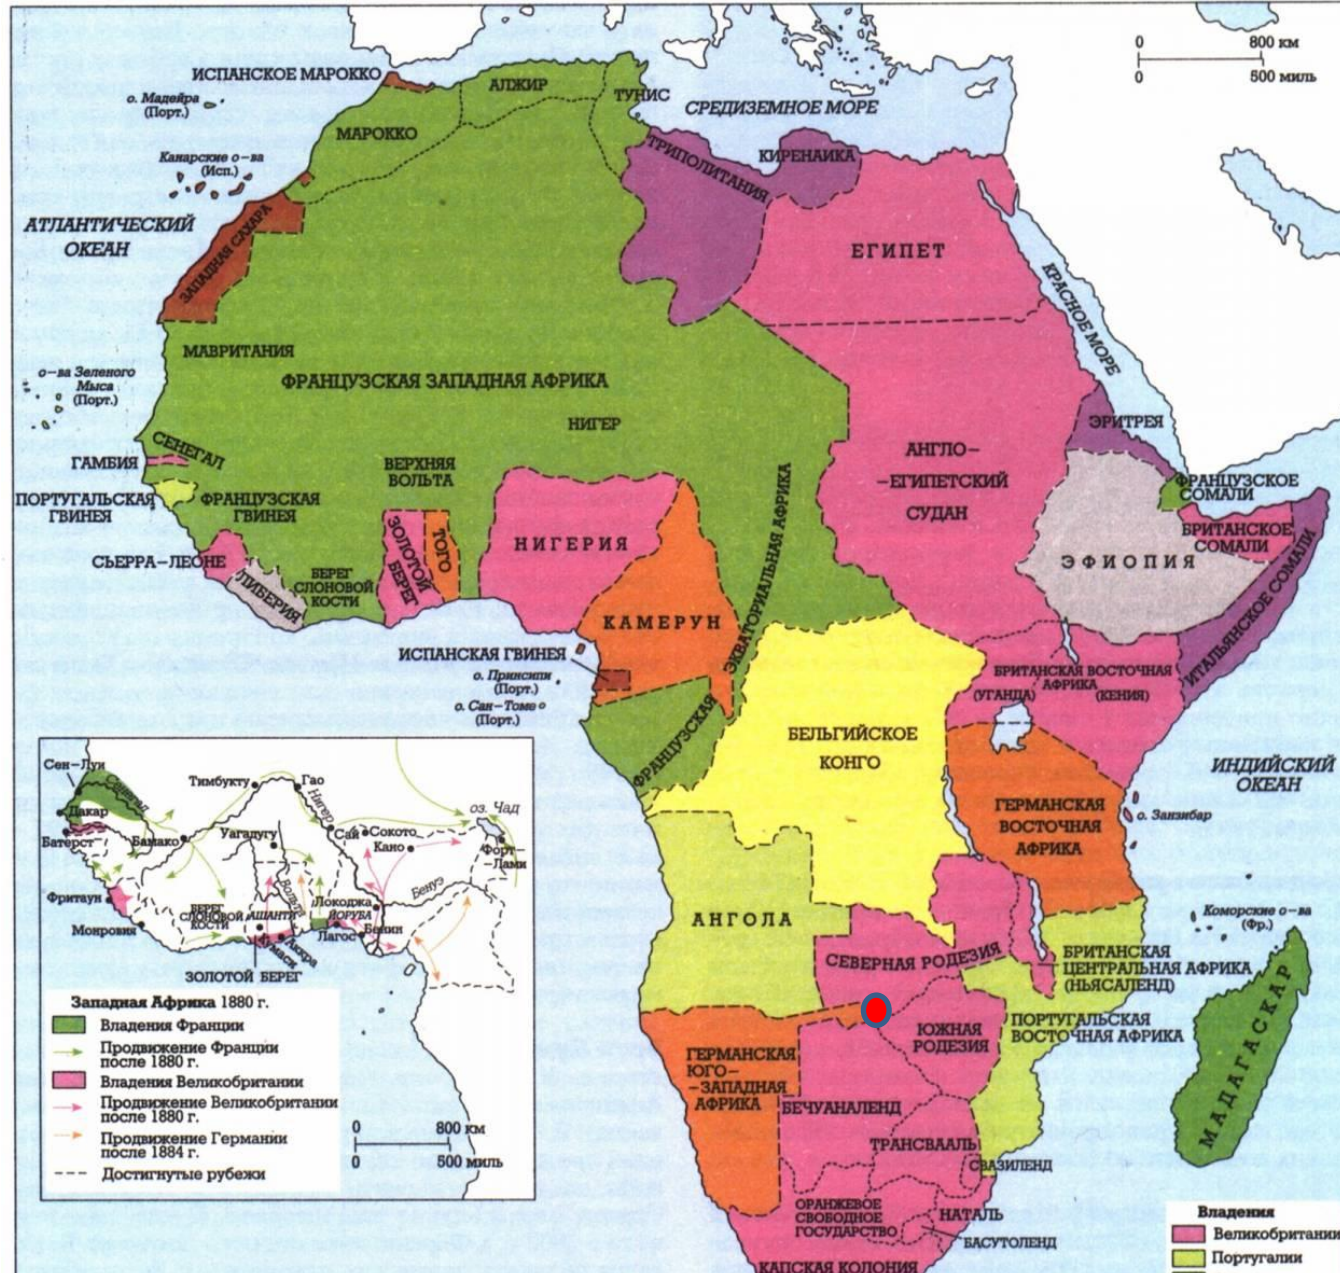 ИСПАНСКОЕ МАРОККО
о. Мадейра
(Порт.)
АЛЖИР
ТУНИС
СРЕДИЗЕМНОЕ МОРЕ
0 800 км
0 500 миль
МАРОККО
Канарские о–ва
(Исп.)
ТРИПОЛИТАНИЯ
КИРЕНАИКА
АТЛАНТИЧЕСКИЙ
ОКЕАН
ЗАПАДНАЯ САХАРА
ЕГИПЕТ
КРАСНОЕ МОРЕ
МАВРИТАНИЯ
ФРАНЦУЗСКАЯ ЗАПАДНАЯ АФРИКА
о–ва Зеленого
Мыса
(Порт.)
НИГЕР
ЭРИТРЕЯ
ГАМБИЯ
СЕНЕГАЛ
ВЕРХНЯЯ
ВОЛЬТА
АНГЛО–
–ЕГИПЕТСКИЙ
СУДАН
ПОРТУГАЛЬСКАЯ
ГВИНЕЯ
ФРАНЦУЗСКАЯ
ГВИНЕЯ
ФРАНЦУЗСКОЕ
СОМАЛИ
БРИТАНСКОЕ
СОМАЛИ
СЬЕРРА–ЛЕОНЕ
ЛИБЕРИЯ
БЕРЕГ
СЛОНОВОЙ
КОСТИ
ЗОЛОТОЙ
БЕРЕГ
ТОГО
НИГЕРИЯ
ЭФИОПИЯ
ИТАЛЬЯНСКОЕ СОМАЛИ
КАМЕРУН
ФРАНЦУЗСКАЯ ЭКВАТОРИАЛЬНАЯ АФРИКА
ИСПАНСКАЯ ГВИНЕЯ
о. Принсипи
(Порт.)
о. Сан–Томе
(Порт.)
БРИТАНСКАЯ ВОСТОЧНАЯ
АФРИКА
(УГАНДА) (КЕНИЯ)
БЕЛЬГИЙСКОЕ
КОНГО
ИНДИЙСКИЙ
ОКЕАН
ГЕРМАНСКАЯ
ВОСТОЧНАЯ
АФРИКА
о. Занзибар
АНГОЛА
Коморские о–ва
(Фр.)
СЕВЕРНАЯ РОДЕЗИЯ
БРИТАНСКАЯ
ЦЕНТРАЛЬНАЯ АФРИКА
(НЬЯСАЛЕНД)
ЮЖНАЯ
РОДЕЗИЯ
ПОРТУГАЛЬСКАЯ
ВОСТОЧНАЯ АФРИКА
МАДАГАСКАР
ГЕРМАНСКАЯ
ЮГО–
–ЗАПАДНАЯ
АФРИКА
БЕЧУАНАЛЕНД
ТРАНСВААЛЬ
СВАЗИЛЕНД
ОРАНЖЕВОЕ
СВОБОДНОЕ
ГОСУДАРСТВО
НАТАЛЬ
БАСУТОЛЕНД
КАПСКАЯ КОЛОНИЯ
Сен–Луи
Сенегал
Дакар
Батерст
Бамако
Тимбукту
Гао
Нигер
оз. Чад
Уагадугу
Сай
Сокото
Кано
Форт–
–Лами
Фритаун
Вольта
Бенуэ
Локоджа
Монровия
БЕРЕГ
СЛОНОВОЙ
КОСТИ
АШАНТИ
ЙОРУБА
Лагос
Бенин
Аккра
ЗОЛОТОЙ БЕРЕГ
Западная Африка 1880 г.
Владения Франции
Продвижение Франции
после 1880 г.
Владения Великобритании
Продвижение Великобритании
после 1880 г.
Продвижение Германии
после 1884 г.
Достигнутые рубежи
0 800 км
0 500 миль
Владения
Великобритании
Португалии